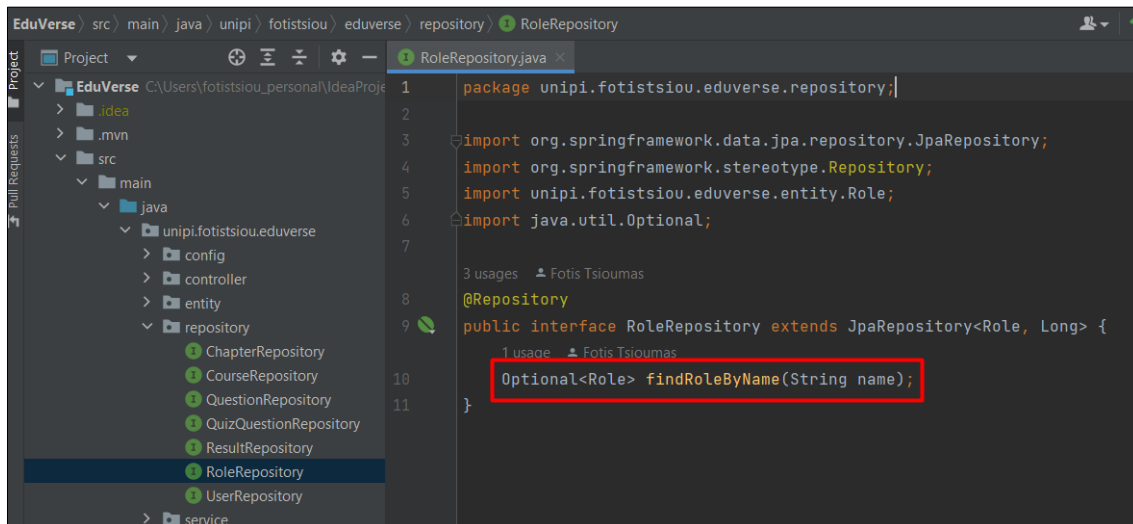 EduVerse > src > main > java > unipi > fotistsiou > eduverse > repository > I RoleRepository
Project
Pull Requests
Project
EduVerse C:\Users\fotistsiou_personal\IdeaProje
.idea
.mvn
src
main
java
unipi.fotistsiou.eduverse
config
controller
entity
repository
I ChapterRepository
I CourseRepository
I QuestionRepository
I QuizQuestionRepository
I ResultRepository
I RoleRepository
I UserRepository
service
I RoleRepository.java ×
1 package unipi.fotistsiou.eduverse.repository;
2
3 import org.springframework.data.jpa.repository.JpaRepository;
4 import org.springframework.stereotype.Repository;
5 import unipi.fotistsiou.eduverse.entity.Role;
6 import java.util.Optional;
7
3 usages Fotis Tsioumas
8 @Repository
9 public interface RoleRepository extends JpaRepository<Role, Long> {
1 usage Fotis Tsioumas
10 Optional<Role> findRoleByName(String name);
11 }